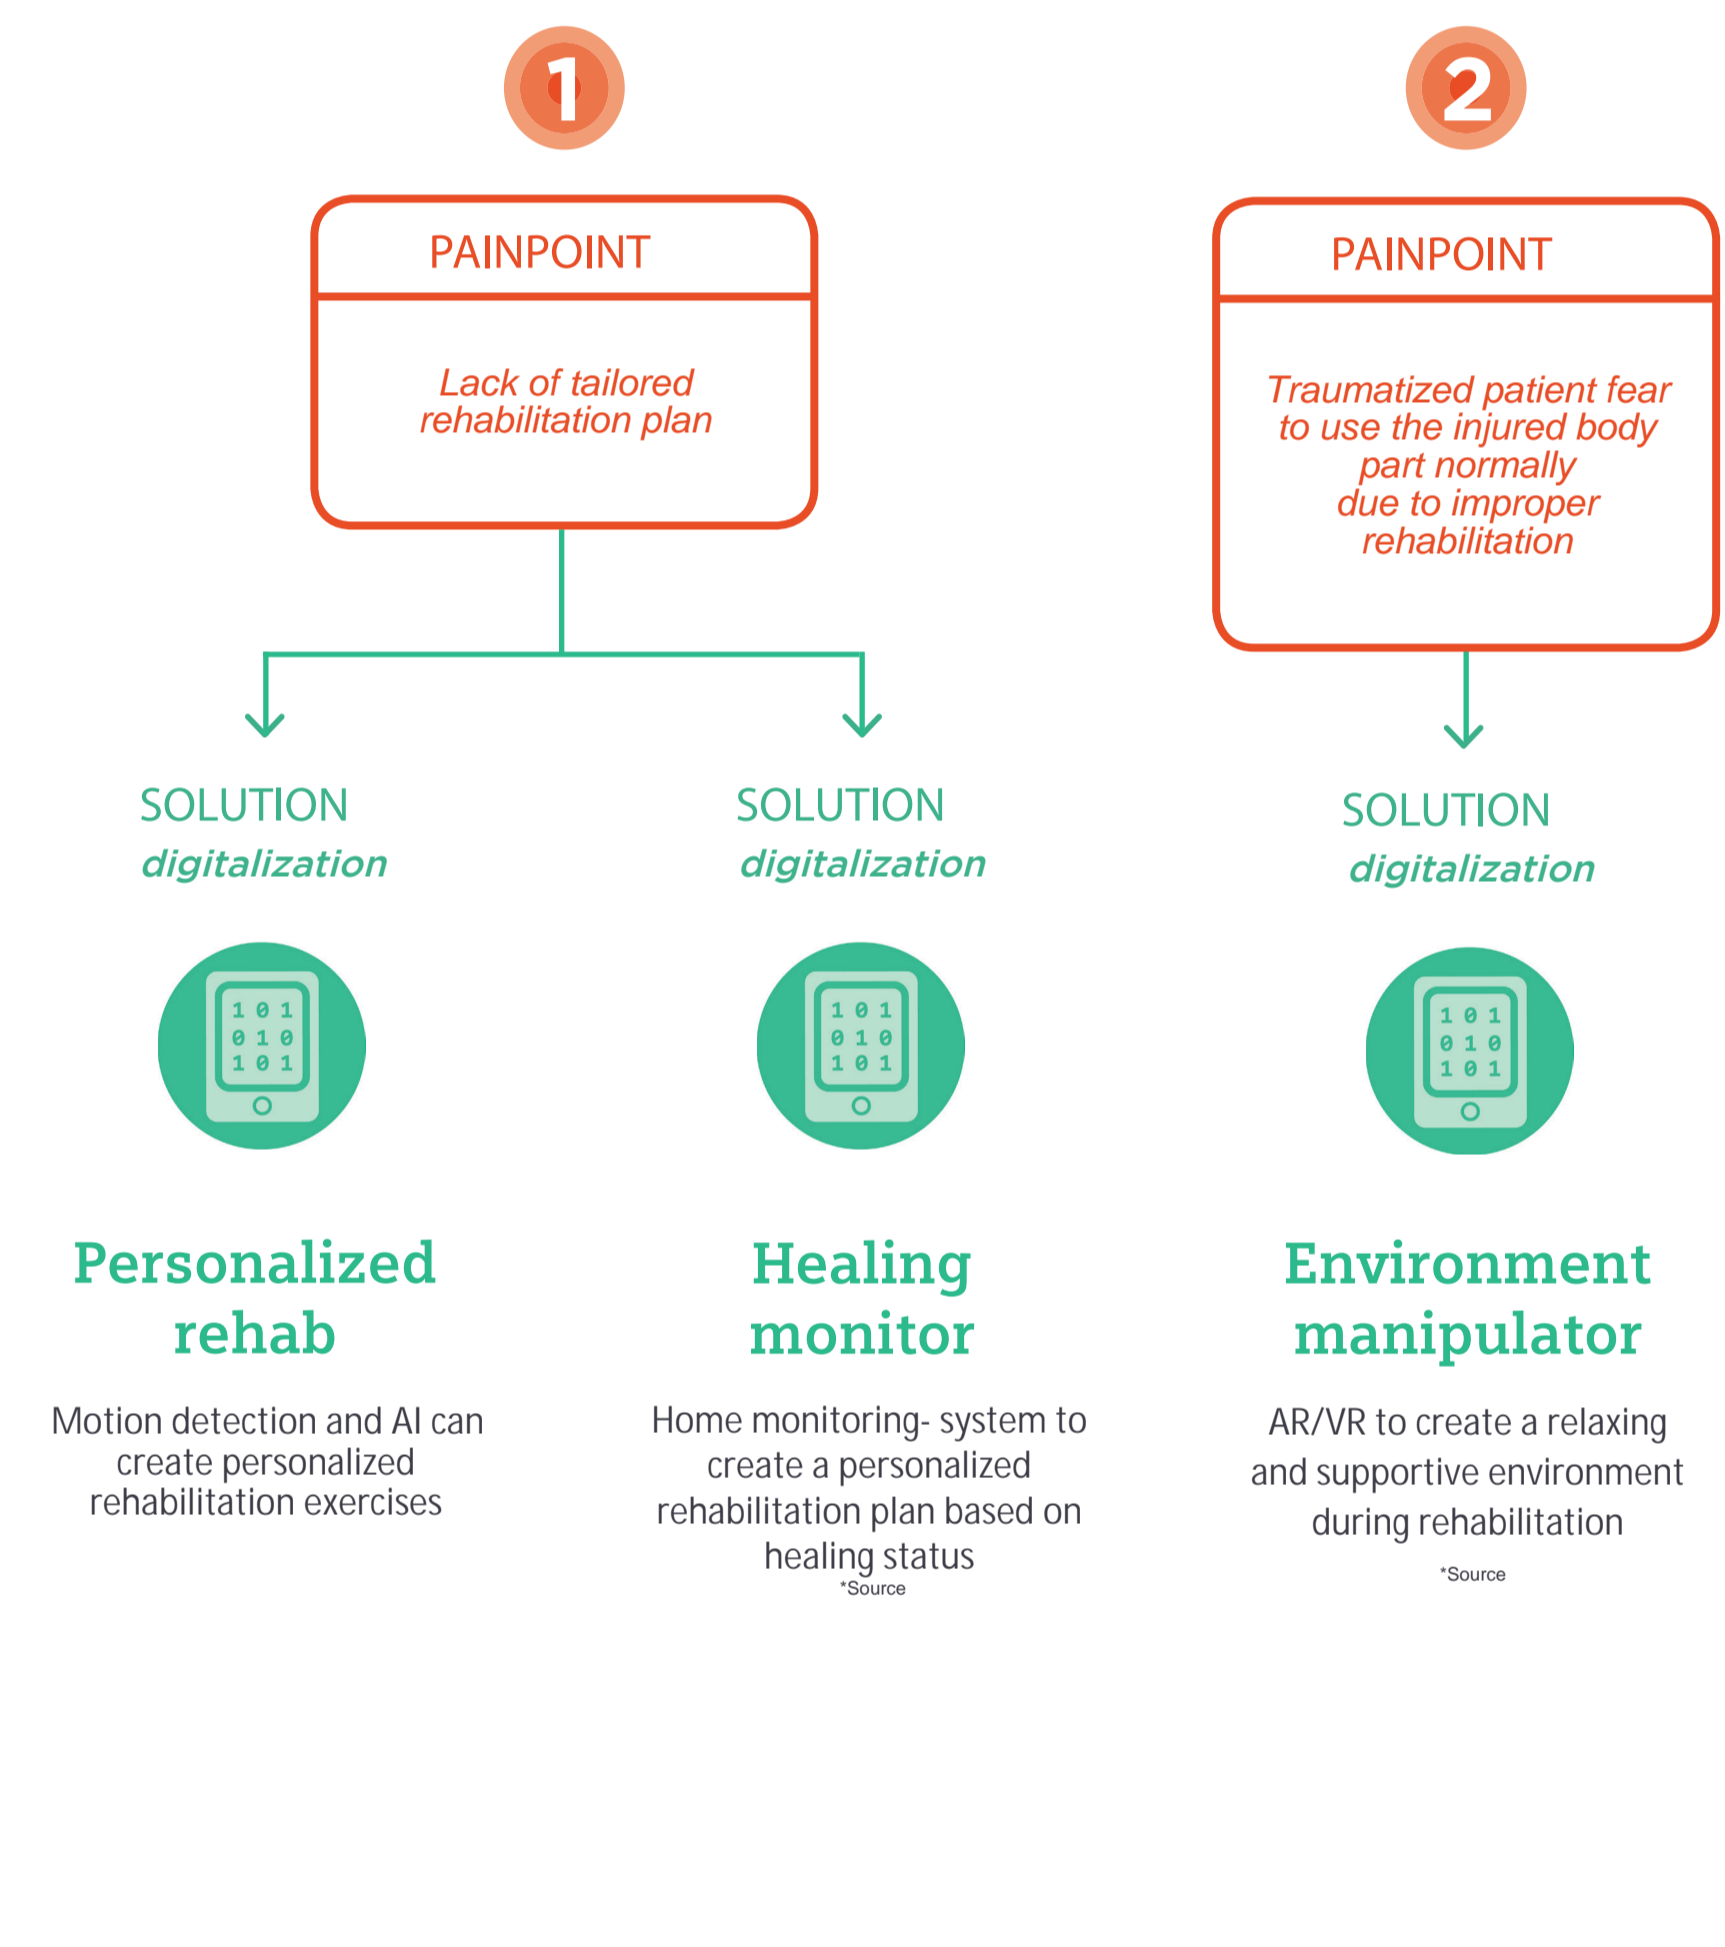 1
PAINPOINT
Lack of tailored
rehabilitation plan
SOLUTION
digitalization
1 0 1
0 1 0
1 0 1
Personalized
rehab
Motion detection and AI can
create personalized
rehabilitation exercises
SOLUTION
digitalization
1 0 1
0 1 0
1 0 1
Healing
monitor
Home monitoring- system to
create a personalized
rehabilitation plan based on
healing status
*Source
2
PAINPOINT
Traumatized patient fear
to use the injured body
part normally
due to improper
rehabilitation
SOLUTION
digitalization
1 0 1
0 1 0
1 0 1
Environment
manipulator
AR/VR to create a relaxing
and supportive environment
during rehabilitation
*Source